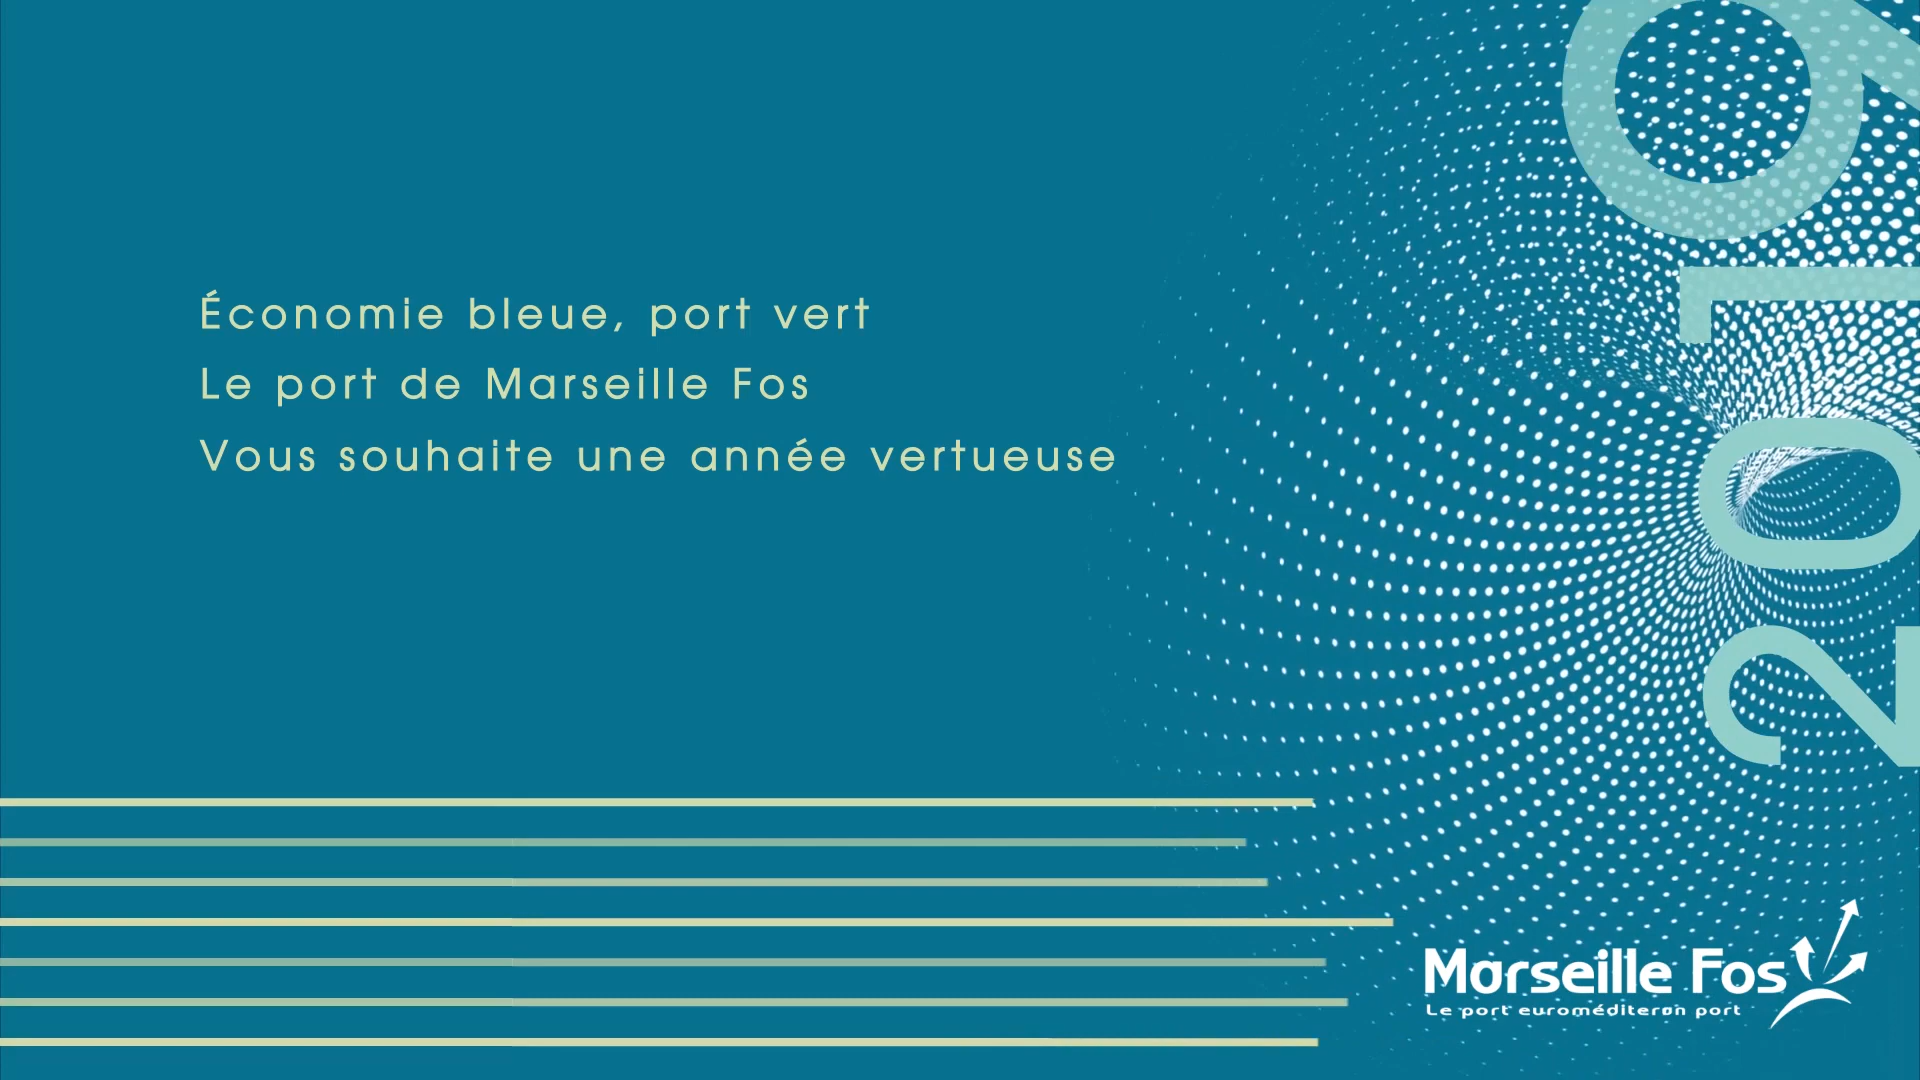 Économie bleue, port vert
Le port de Marseille Fos
Vous souhaite une année vertueuse
2019
Marseille Fos
Le port euroméditeran port